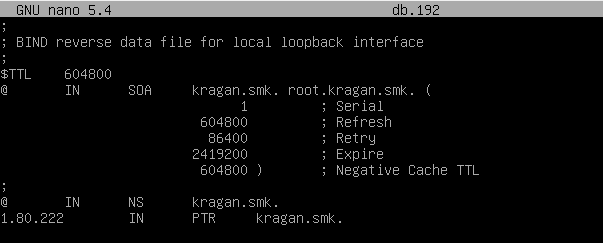 GNU nano 5.4                                   db.192
;
; BIND reverse data file for local loopback interface
;
$TTL    604800
@       IN      SOA     kragan.smk. root.kragan.smk. (
                              1         ; Serial
                         604800         ; Refresh
                          86400         ; Retry
                        2419200         ; Expire
                         604800 )       ; Negative Cache TTL
;
@       IN      NS      kragan.smk.
1.80.222        IN      PTR     kragan.smk.